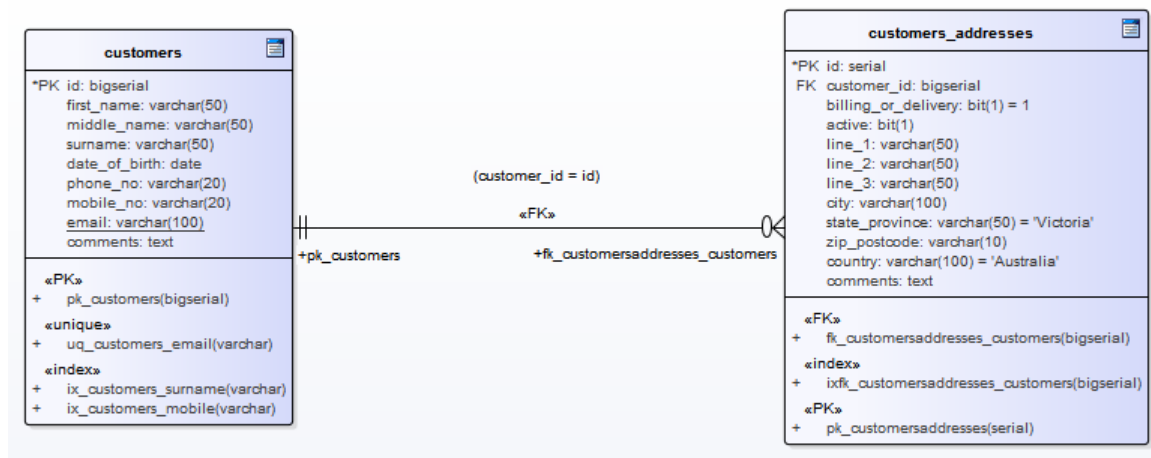 customers
*PK id: bigserial
first_name: varchar(50)
middle_name: varchar(50)
surname: varchar(50)
date_of_birth: date
phone_no: varchar(20)
mobile_no: varchar(20)
email: varchar(100)
comments: text
«PK»
+ pk_customers(bigserial)
«unique»
+ uq_customers_email(varchar)
«index»
+ ix_customers_surname(varchar)
+ ix_customers_mobile(varchar)
(customer_id = id)
«FK»
+pk_customers
+fk_customersaddresses_customers
customers_addresses
*PK id: serial
FK customer_id: bigserial
billing_or_delivery: bit(1) = 1
active: bit(1)
line_1: varchar(50)
line_2: varchar(50)
line_3: varchar(50)
city: varchar(100)
state_province: varchar(50) = 'Victoria'
zip_postcode: varchar(10)
country: varchar(100) = 'Australia'
comments: text
«FK»
+ fk_customersaddresses_customers(bigserial)
«index»
+ ixfk_customersaddresses_customers(bigserial)
«PK»
+ pk_customersaddresses(serial)